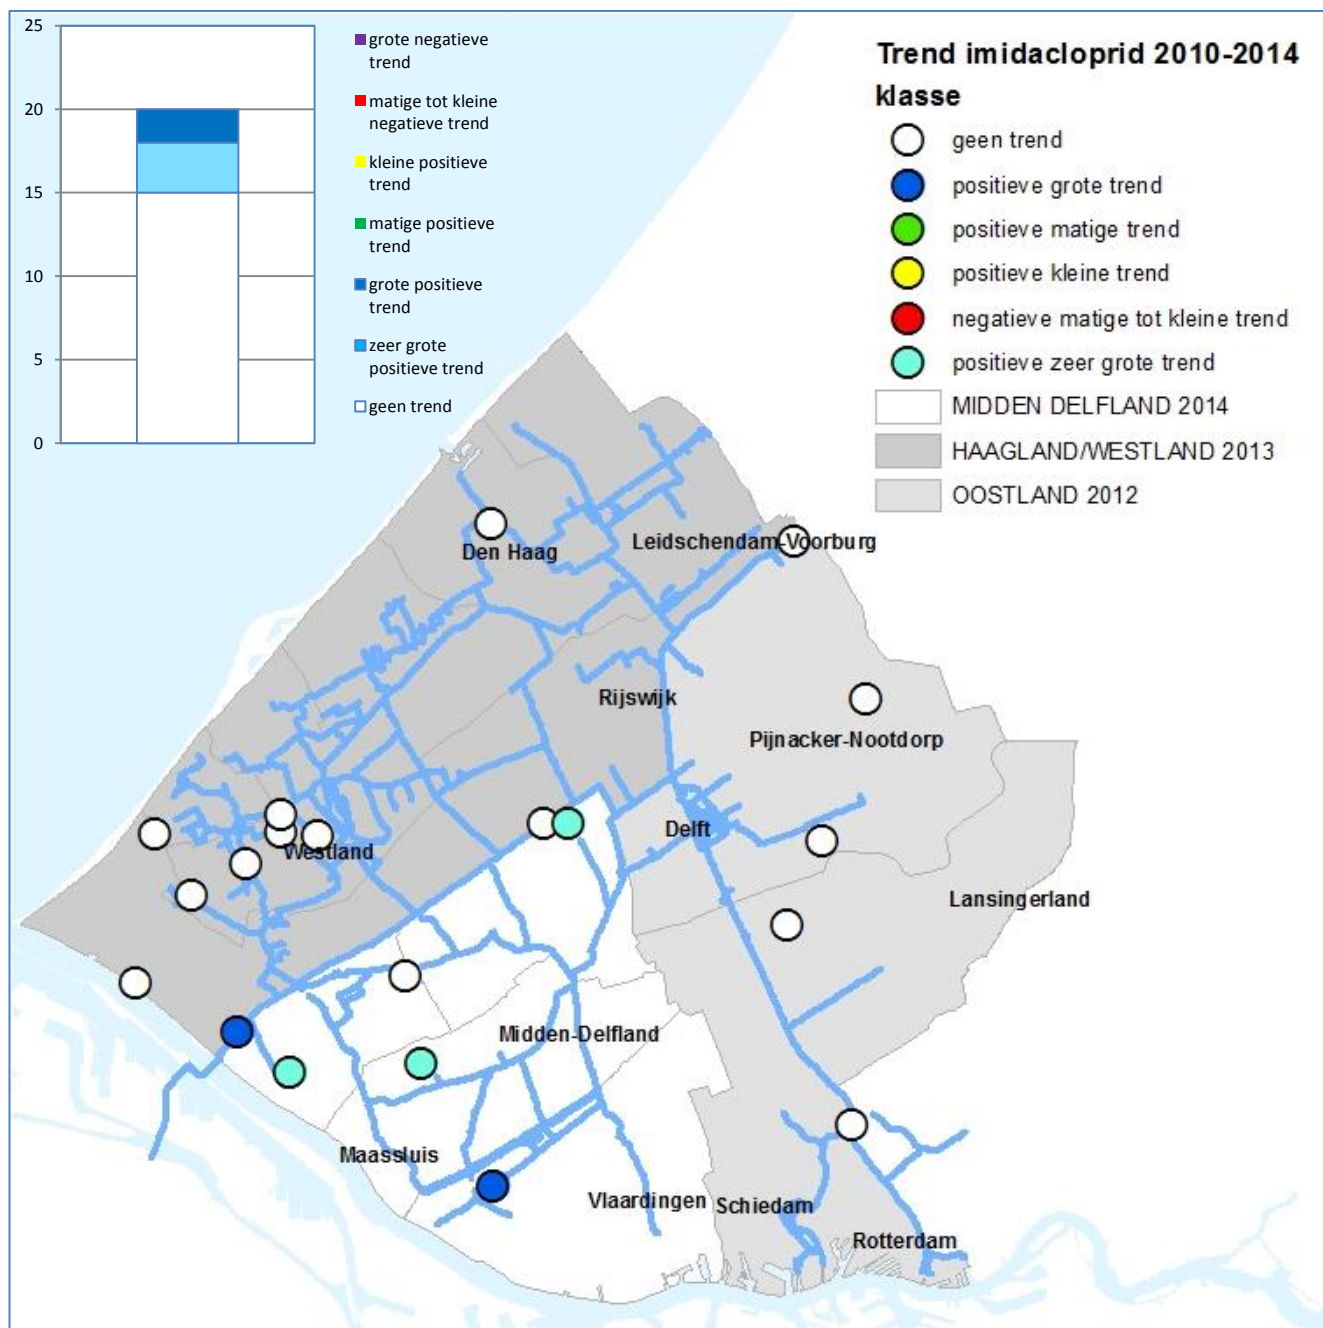 25
20
15
10
5
0
grote negatieve
trend
matige tot kleine
negatieve trend
kleine positieve
trend
matige positieve
trend
grote positieve
trend
zeer grote
positieve trend
geen trend
Trend imidacloprid 2010-2014
klasse
geen trend
positieve grote trend
positieve matige trend
positieve kleine trend
negatieve matige tot kleine trend
positieve zeer grote trend
MIDDEN DELFLAND 2014
HAAGLAND/WESTLAND 2013
OOSTLAND 2012
Den Haag
Leidschendam-Voorburg
Rijswijk
Pijnacker-Nootdorp
Delft
Westland
Lansingerland
Midden-Delfland
Maassluis
Vlaardingen
Schiedam
Rotterdam